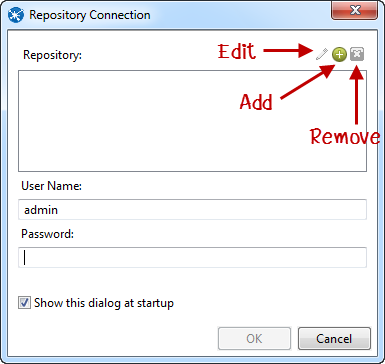 Repository Connection
Repository:
Edit
Add
Remove
User Name:
admin
Password:
Show this dialog at startup
OK
Cancel